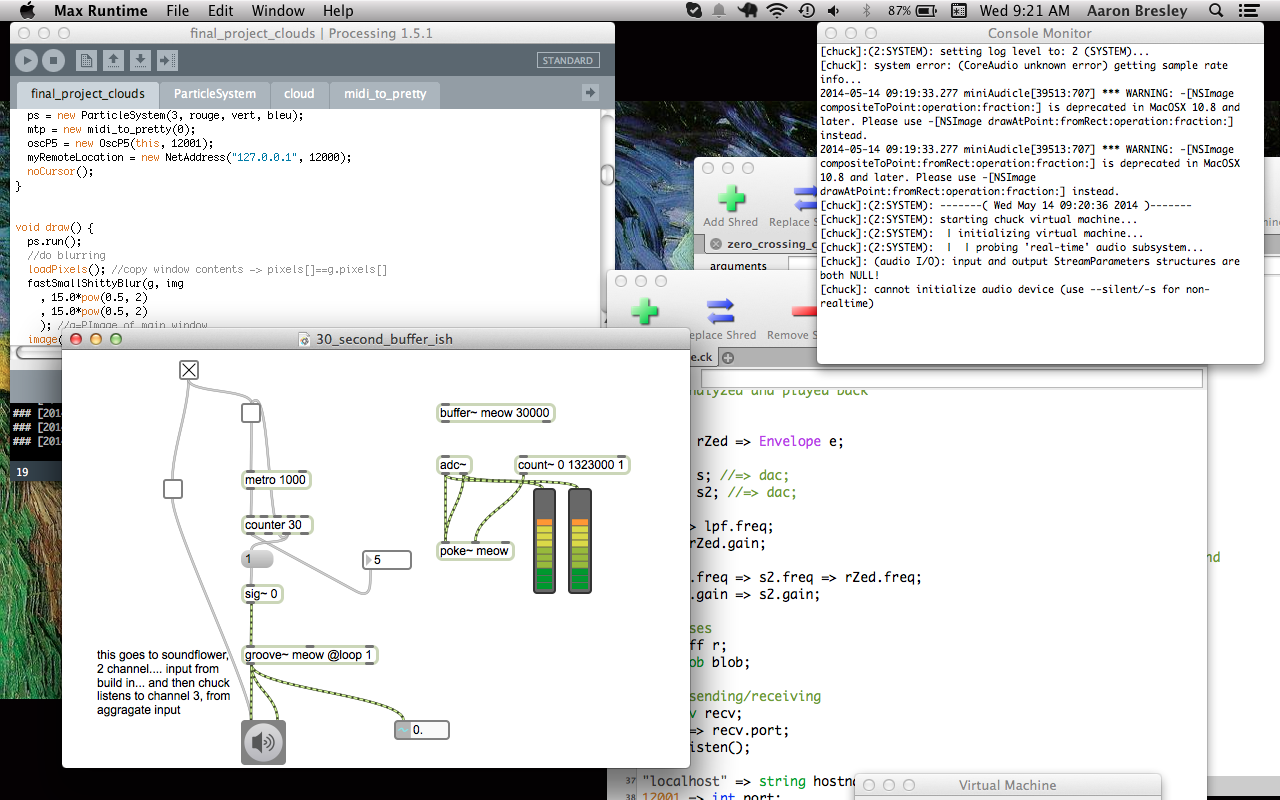 Max Runtime File Edit Window Help 87% Wed 9:21 AM Aaron Bresley
final_project_clouds | Processing 1.5.1
STANDARD
final_project_clouds ParticleSystem cloud midi_to_pretty
ps = new ParticleSystem(3, rouge, vert, bleu);
mtp = new midi_to_pretty(0);
oscP5 = new OscP5(this, 12001);
myRemoteLocation = new NetAddress("127.0.0.1", 12000);
noCursor();
}
void draw() {
ps.run();
//do blurring
loadPixels(); //copy window contents -> pixels[]==g.pixels[]
fastSmallShittyBlur(g, img
, 15.0*pow(0.5, 2)
, 15.0*pow(0.5, 2)
); //g=PImage of main window
image(
### [2014
### [2014
### [2014
19
Console Monitor
[chuck]:(2:SYSTEM): setting log level to: 2 (SYSTEM)...
[chuck]: system error: (CoreAudio unknown error) getting sample rate
info...
2014-05-14 09:19:33.277 miniAudicle[39513:707] *** WARNING: -[NSImage
compositeToPoint:operation:fraction:] is deprecated in MacOSX 10.8 and
later. Please use -[NSImage drawAtPoint:fromRect:operation:fraction:]
instead.
2014-05-14 09:19:33.277 miniAudicle[39513:707] *** WARNING: -[NSImage
compositeToPoint:fromRect:operation:fraction:] is deprecated in MacOSX
10.8 and later. Please use -[NSImage
drawAtPoint:fromRect:operation:fraction:] instead.
[chuck]:(2:SYSTEM): -------( Wed May 14 09:20:36 2014 )-------
[chuck]:(2:SYSTEM): starting chuck virtual machine...
[chuck]:(2:SYSTEM): | initializing virtual machine...
[chuck]:(2:SYSTEM): | | probing 'real-time' audio subsystem...
[chuck]: (audio I/O): input and output StreamParameters structures are
both NULL!
[chuck]: cannot initialize audio device (use --silent/-s for non-
realtime)
Add Shred Replace S
zero_crossing_c
arguments
eplace Shred Remove S
e.ck
30_second_buffer_ish
buffer~ meow 30000
adc~ count~ 0 1323000 1
metro 1000
counter 30
poke~ meow
1
5
sig~ 0
groove~ meow @loop 1
this goes to soundflower,
2 channel.... input from
build in... and then chuck
listens to channel 3, from
aggragate input
0.
nalyzed and played back
rZed => Envelope e;
s; //=> dac;
s2; //=> dac;
> lpf.freq;
rZed.gain;
nd
.freq => s2.freq => rZed.freq;
.gain => s2.gain;
ses
ff r;
ob blob;
sending/receiving
v recv;
=> recv.port;
isten();
37 "localhost" => string hostna
38 12001 => int port;
Virtual Machine